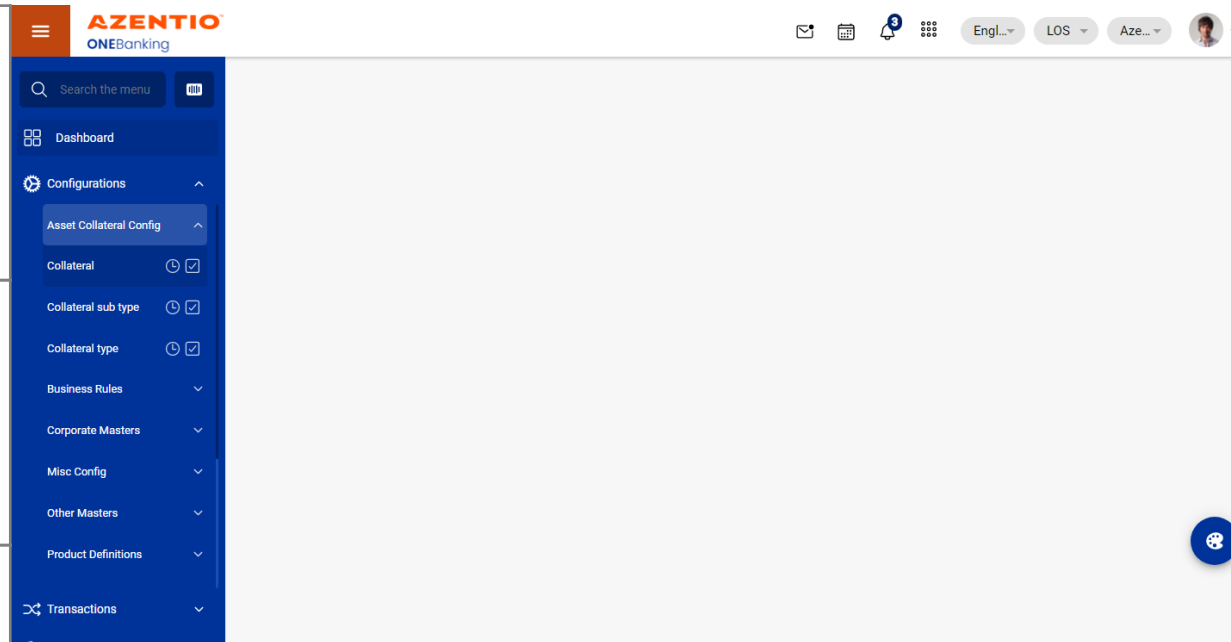 AZENTIO
ONEBanking
3
Engl...
LOS
Aze...
Search the menu
Dashboard
Configurations
Asset Collateral Config
Collateral
Collateral sub type
Collateral type
Business Rules
Corporate Masters
Misc Config
Other Masters
Product Definitions
Transactions